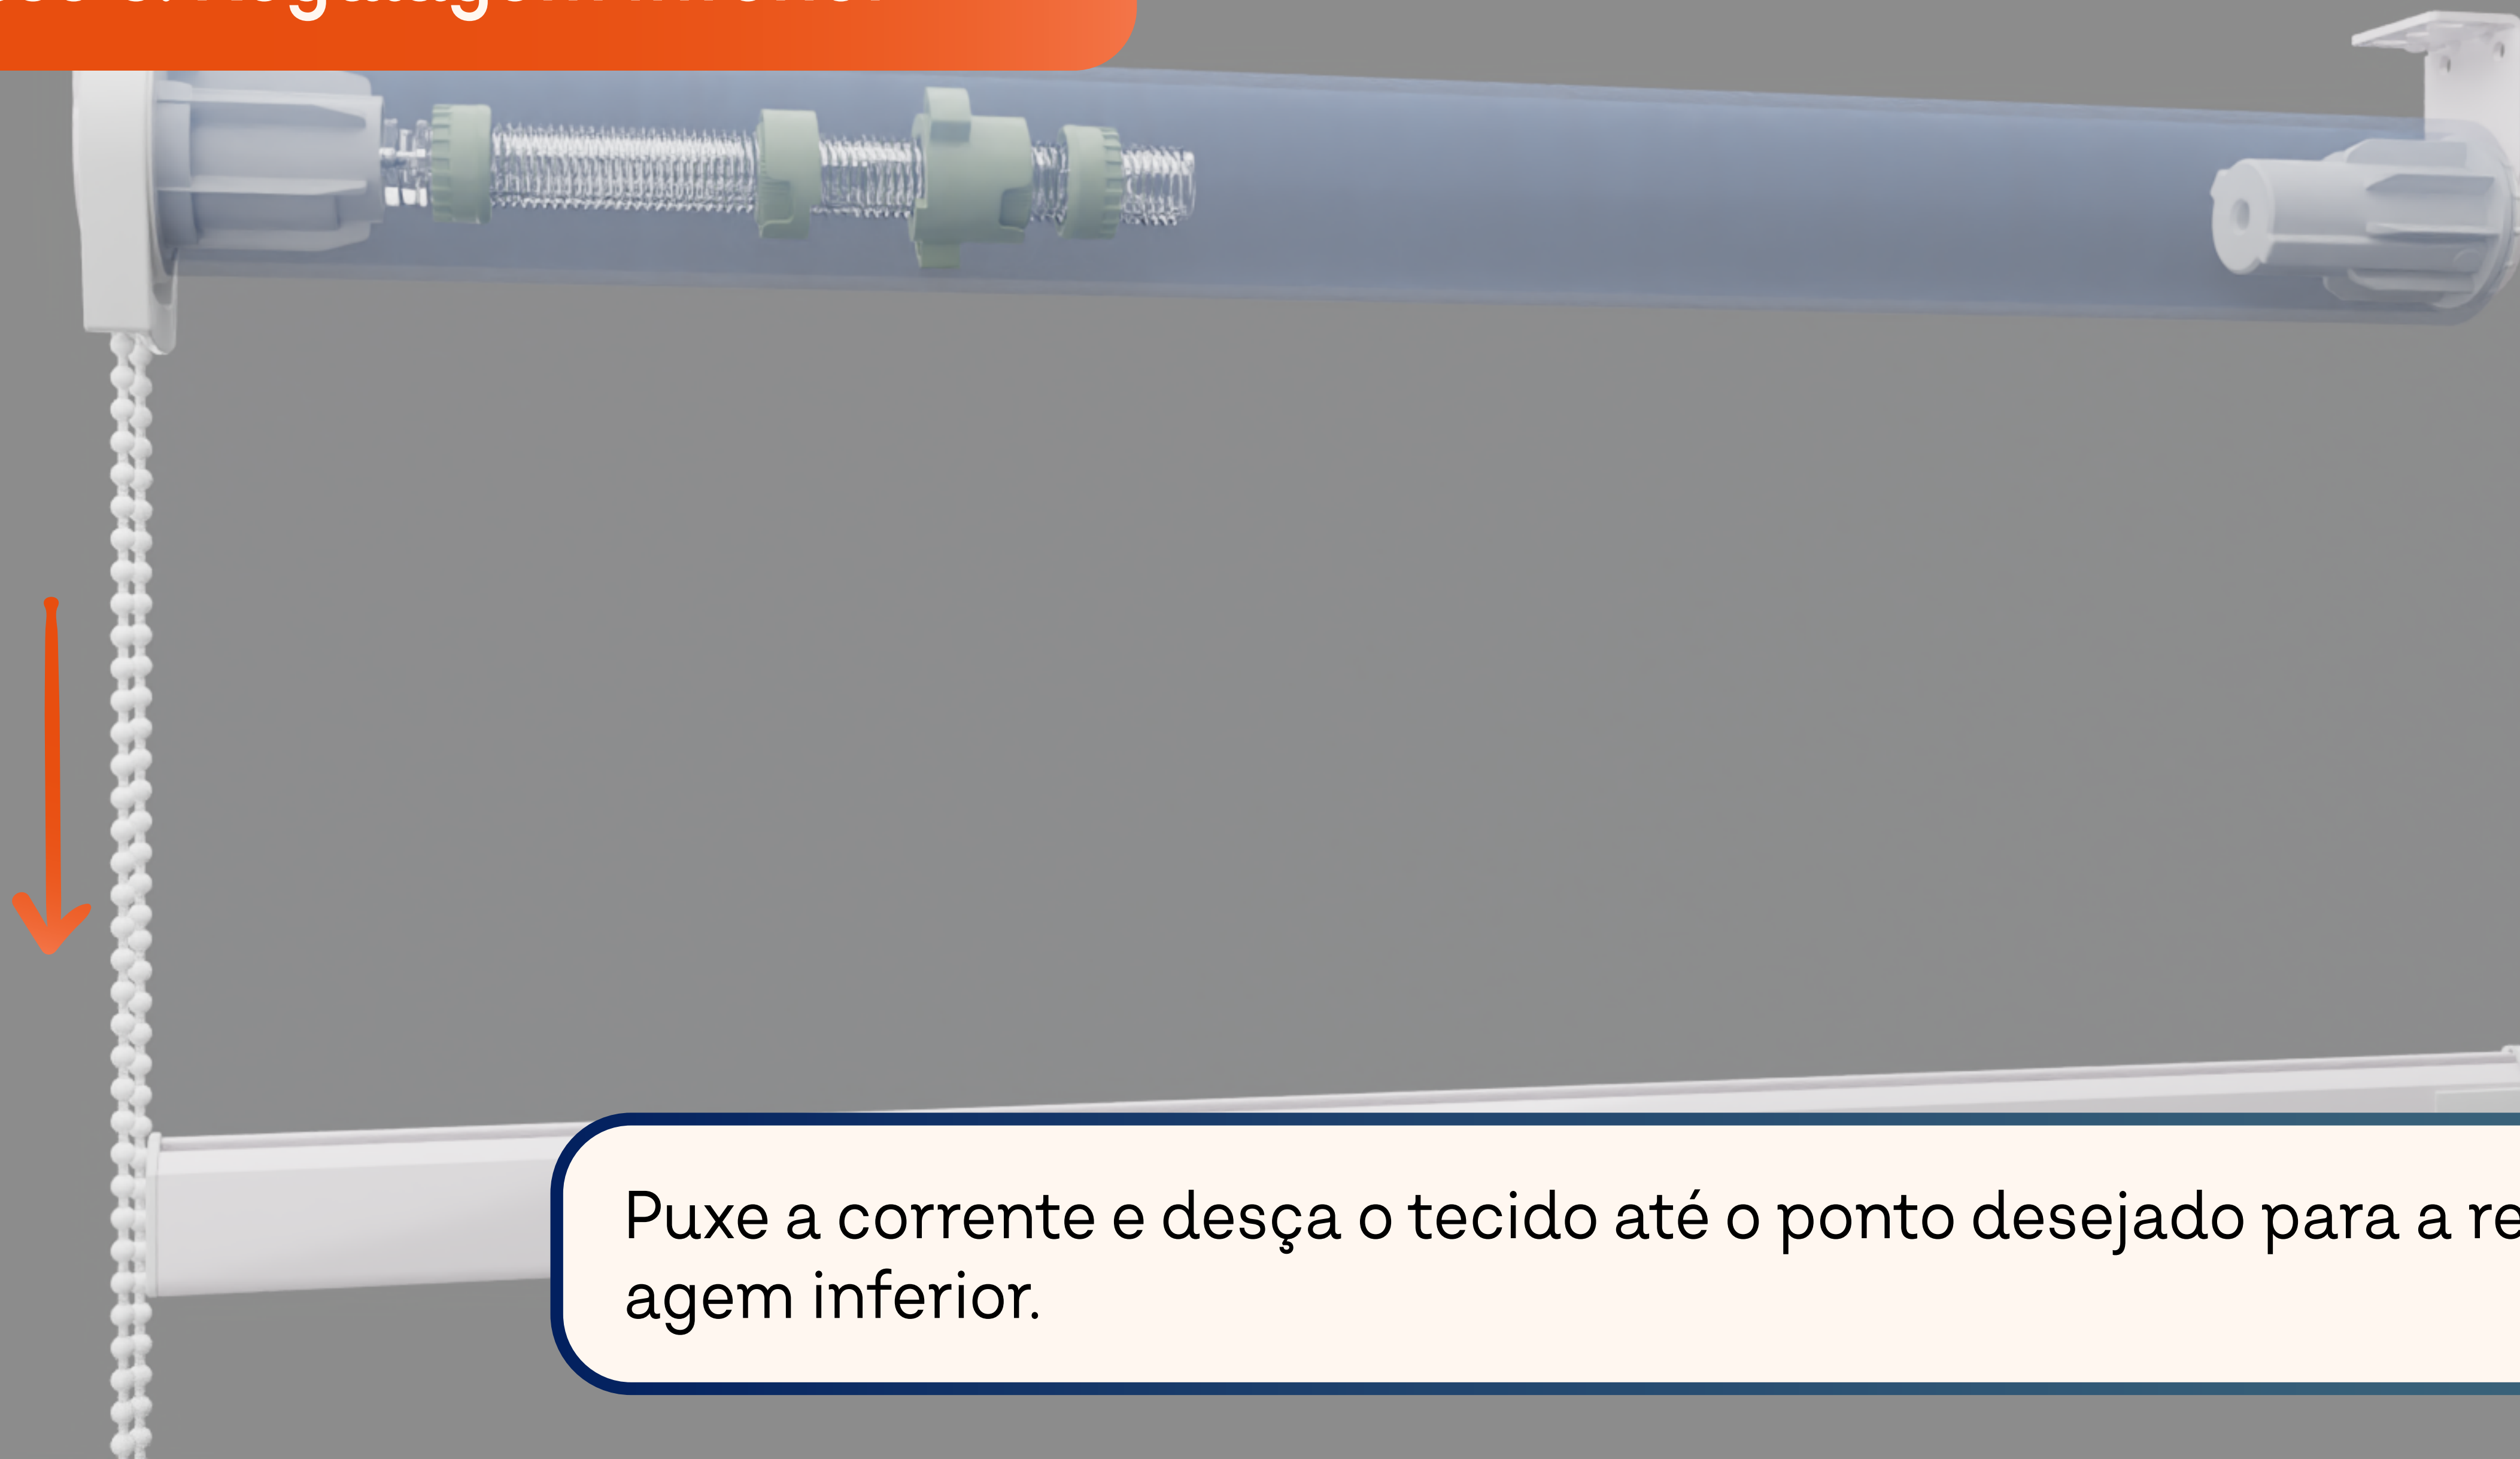 Puxe a corrente e desça o tecido até o ponto desejado para a re
agem inferior.